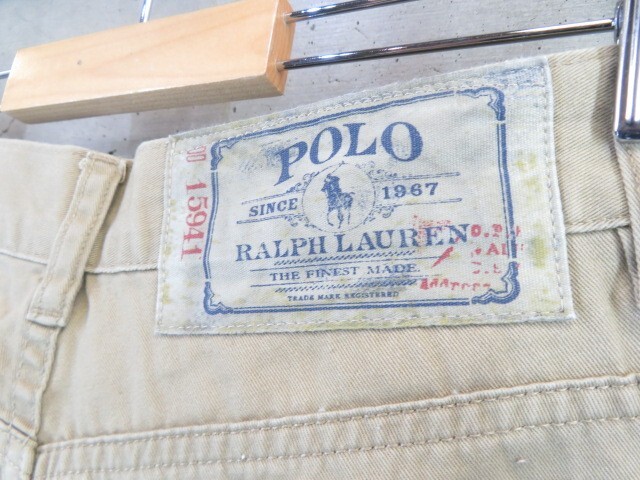 POLO
SINCE 1967
RALPH LAUREN
THE FINEST MADE.
TRADE MARK REGISTERED
15941